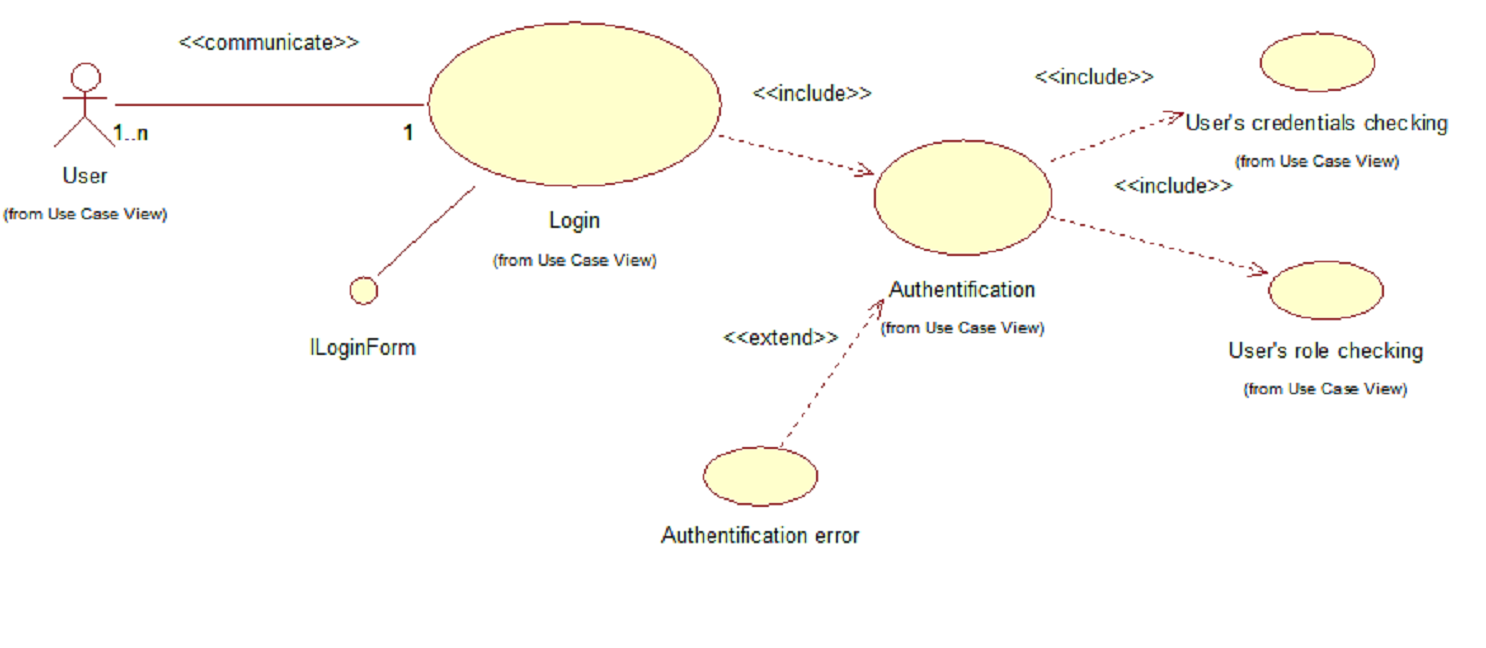 <<communicate>>
1..n
1
User
(from Use Case View)
Login
(from Use Case View)
ILoginForm
<<include>>
<<include>>
User's credentials checking
(from Use Case View)
<<include>>
Authentification
(from Use Case View)
User's role checking
(from Use Case View)
<<extend>>
Authentification error